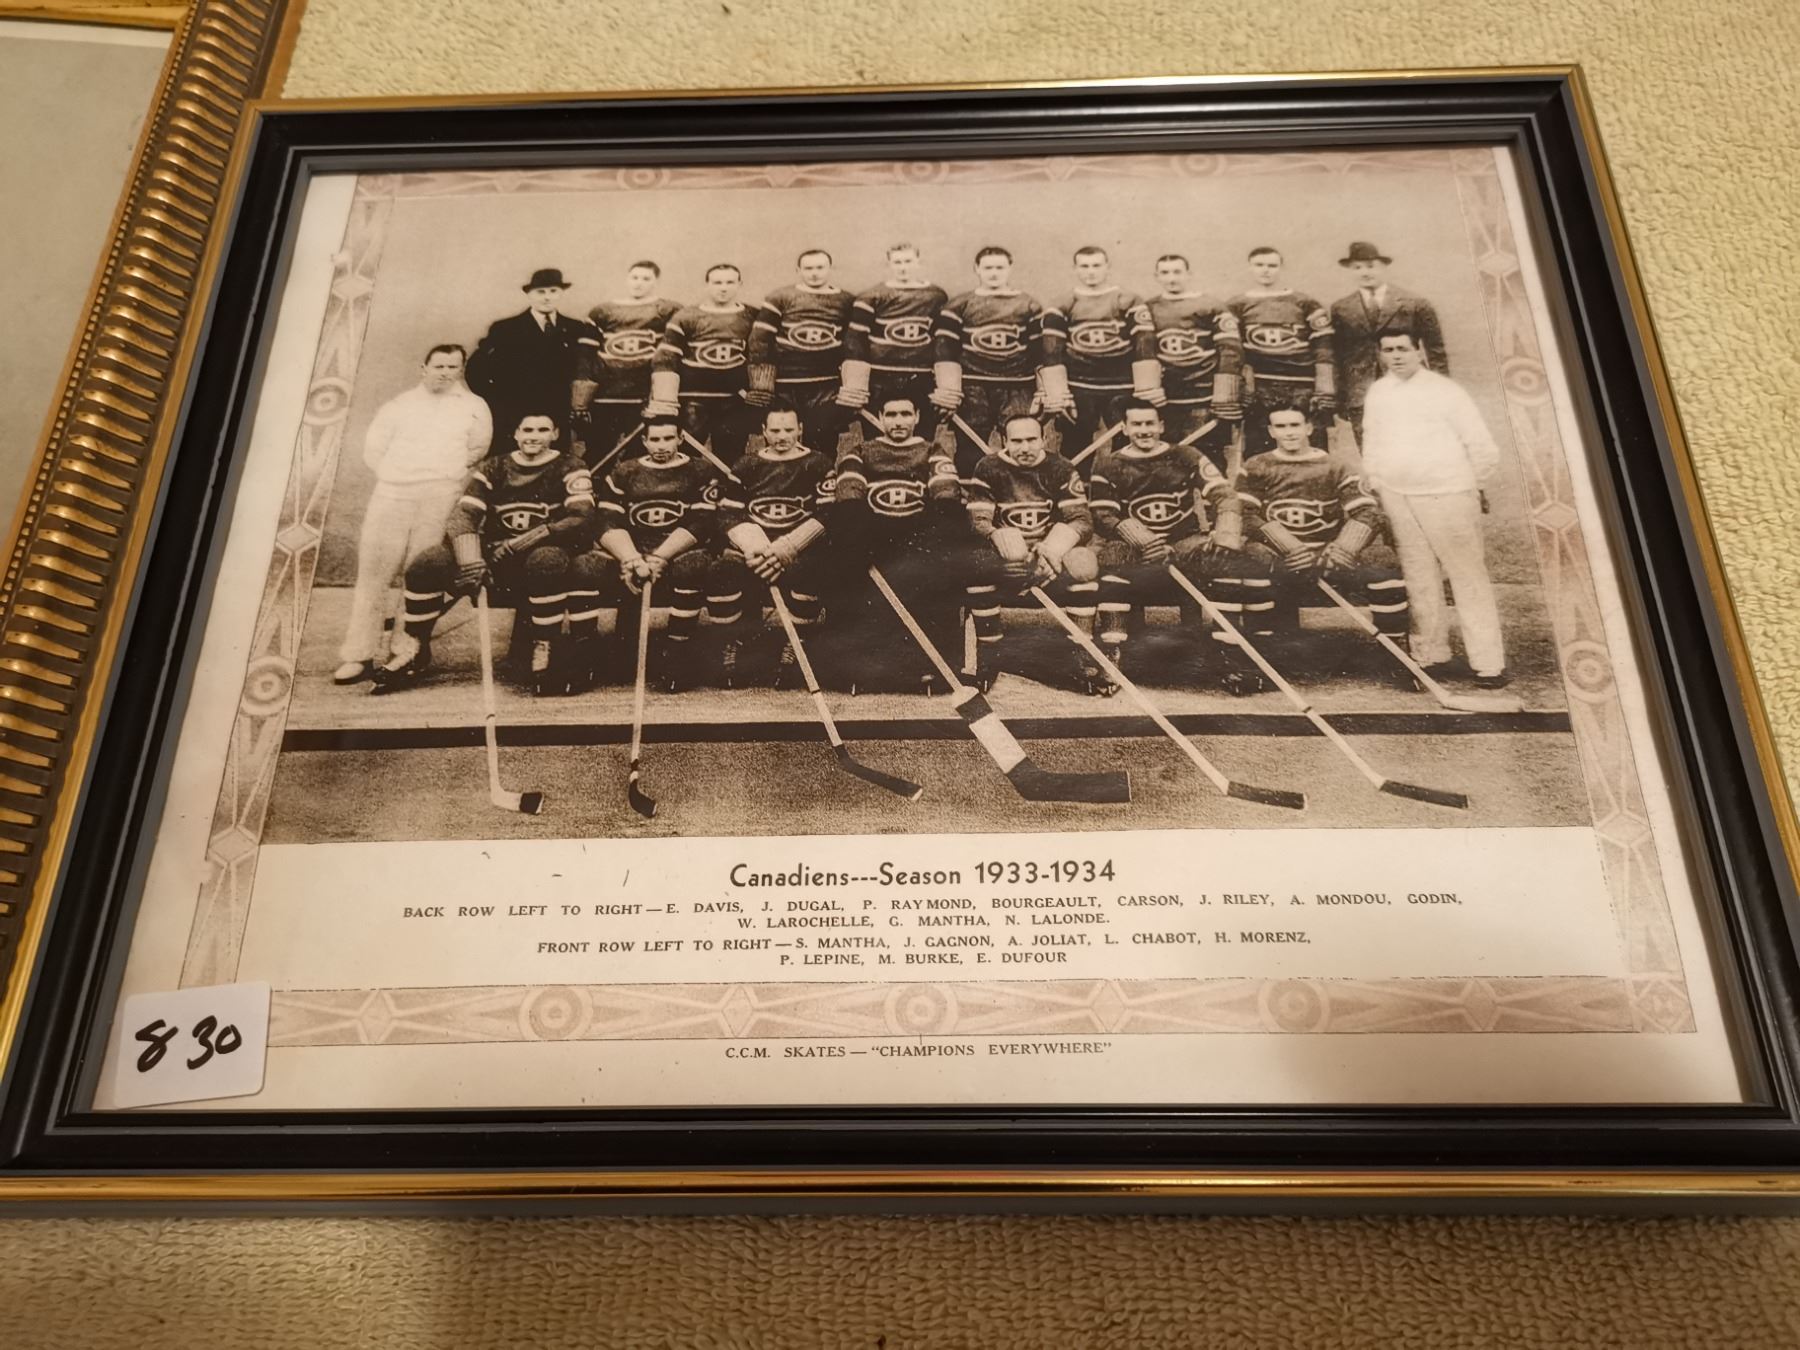 Canadiens---Season 1933-1934
BACK ROW LEFT TO RIGHT — E. DAVIS, J. DUGAL, P. RAYMOND, BOURGEAULT, CARSON, J. RILEY, A. MONDOU, GODIN,
W. LAROCHELLE, G. MANTHA, N. LALONDE.
FRONT ROW LEFT TO RIGHT — S. MANTHA, J. GAGNON, A. JOLIAT, L. CHABOT, H. MORENZ,
P. LEPINE, M. BURKE, E. DUFOUR
C.C.M. SKATES — "CHAMPIONS EVERYWHERE"
830